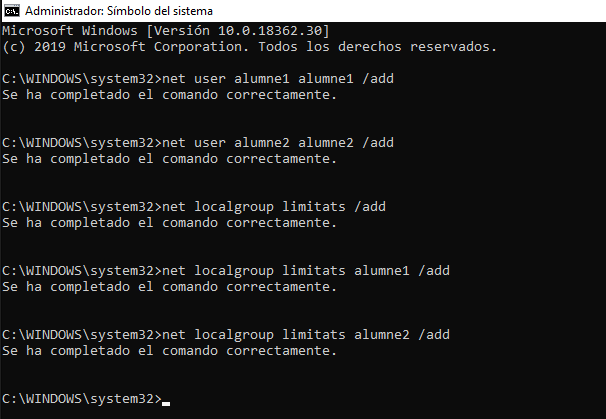 Administrador: Símbolo del sistema
Microsoft Windows [Versión 10.0.18362.30]
(c) 2019 Microsoft Corporation. Todos los derechos reservados.
C:\WINDOWS\system32>net user alumne1 alumne1 /add
Se ha completado el comando correctamente.
C:\WINDOWS\system32>net user alumne2 alumne2 /add
Se ha completado el comando correctamente.
C:\WINDOWS\system32>net localgroup limitats /add
Se ha completado el comando correctamente.
C:\WINDOWS\system32>net localgroup limitats alumne1 /add
Se ha completado el comando correctamente.
C:\WINDOWS\system32>net localgroup limitats alumne2 /add
Se ha completado el comando correctamente.
C:\WINDOWS\system32>